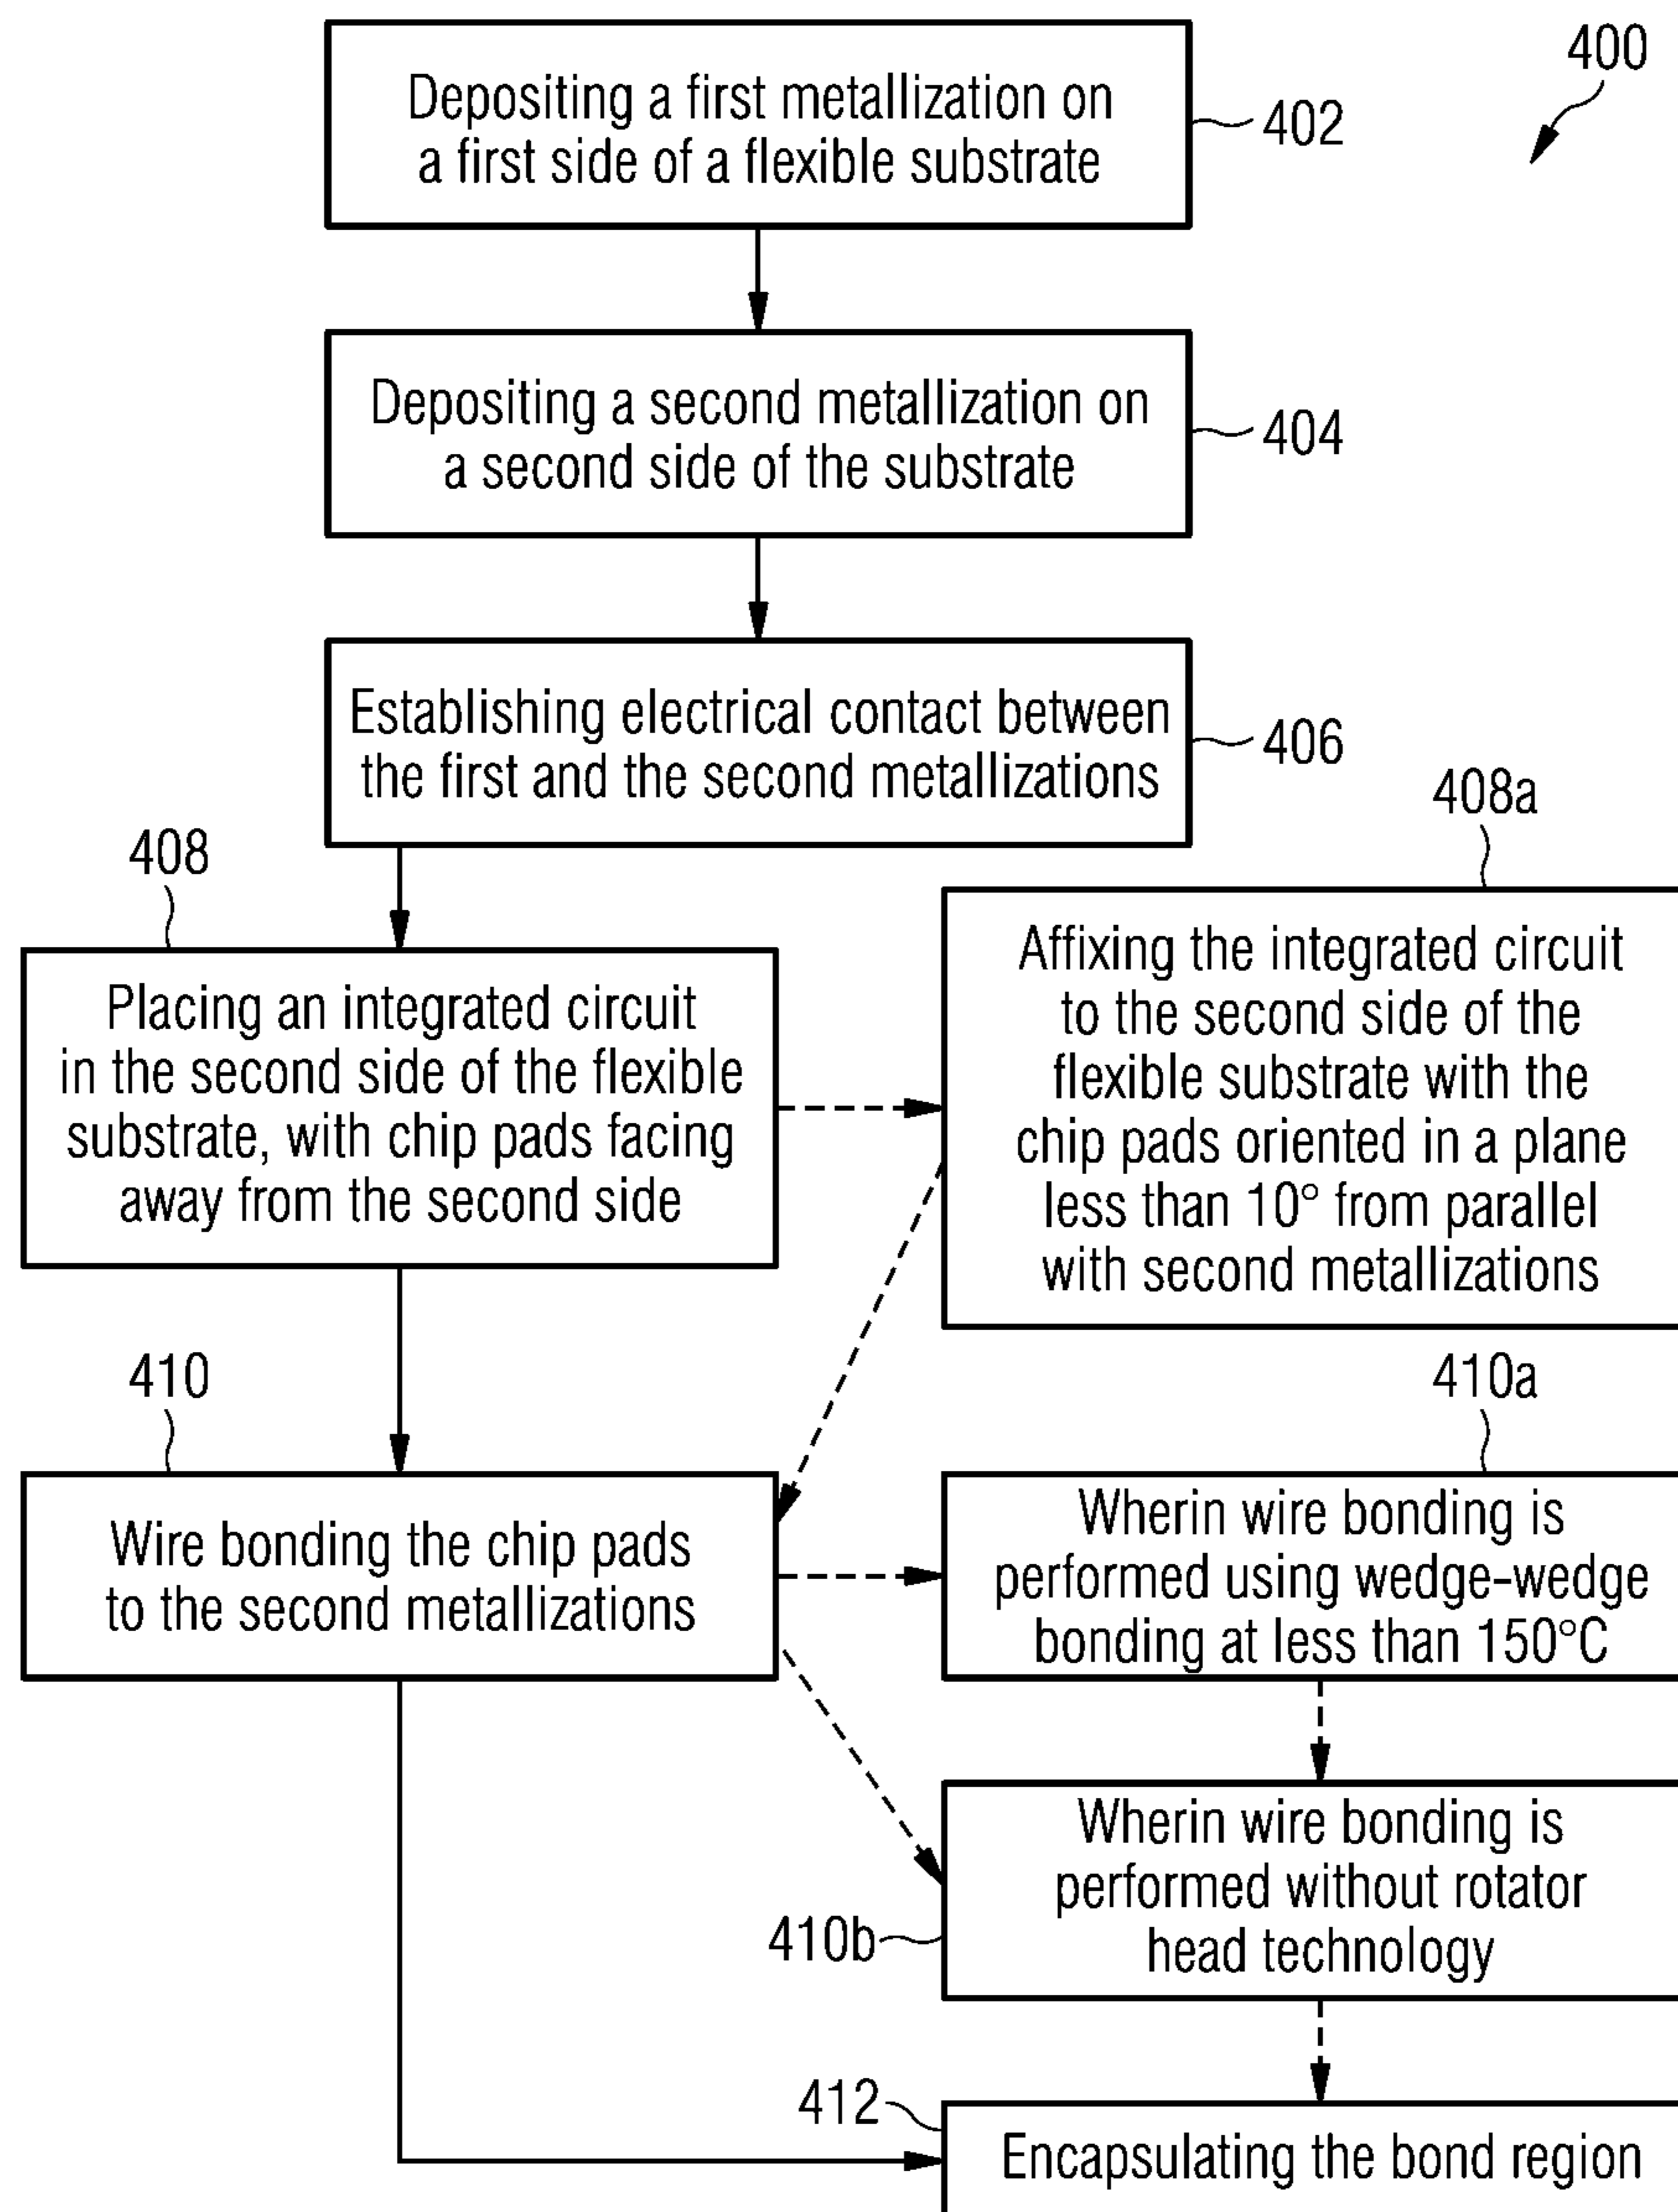 400
Depositing a first metallization on
a first side of a flexible substrate
402
Depositing a second metallization on
a second side of the substrate
404
Establishing electrical contact between
the first and the second metallizations
406
408
Placing an integrated circuit
in the second side of the flexible
substrate, with chip pads facing
away from the second side
408a
Affixing the integrated circuit
to the second side of the
flexible substrate with the
chip pads oriented in a plane
less than 10° from parallel
with second metallizations
410
Wire bonding the chip pads
to the second metallizations
410a
Wherin wire bonding is
performed using wedge-wedge
bonding at less than 150°C
Wherin wire bonding is
performed without rotator
head technology
410b
412
Encapsulating the bond region